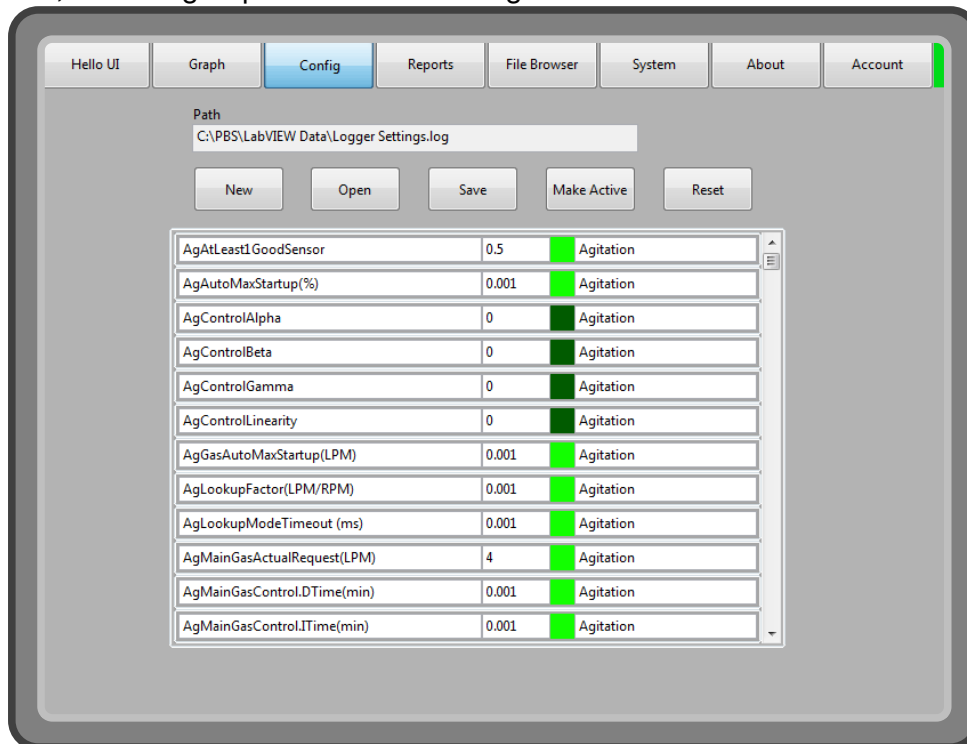 Hello UI Graph Config Reports File Browser System About Account
Path
C:\PBS\LabVIEW Data\Logger Settings.log
New Open Save Make Active Reset
AgAtLeast1GoodSensor 0.5 Agitation
AgAutoMaxStartup(%) 0.001 Agitation
AgControlAlpha 0 Agitation
AgControlBeta 0 Agitation
AgControlGamma 0 Agitation
AgControlLinearity 0 Agitation
AgGasAutoMaxStartup(LPM) 0.001 Agitation
AgLookupFactor(LPM/RPM) 0.001 Agitation
AgLookupModeTimeout (ms) 0.001 Agitation
AgMainGasActualRequest(LPM) 4 Agitation
AgMainGasControl.DTime(min) 0.001 Agitation
AgMainGasControl.ITime(min) 0.001 Agitation